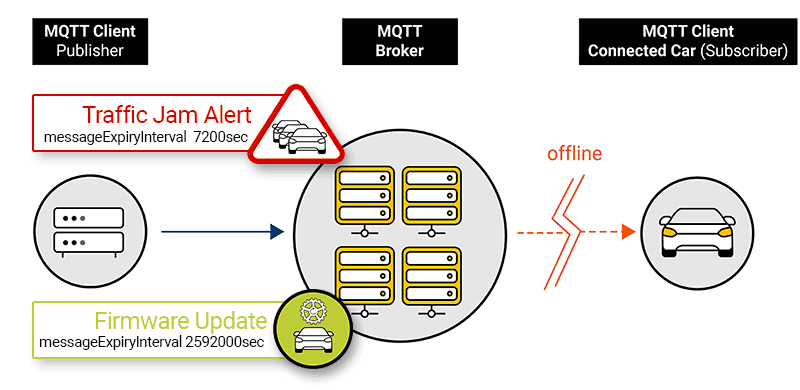 MQTT Client
Publisher
MQTT
Broker
MQTT Client
Connected Car (Subscriber)
Traffic Jam Alert
messageExpiryInterval 7200sec
offline
Firmware Update
messageExpiryInterval 2592000sec